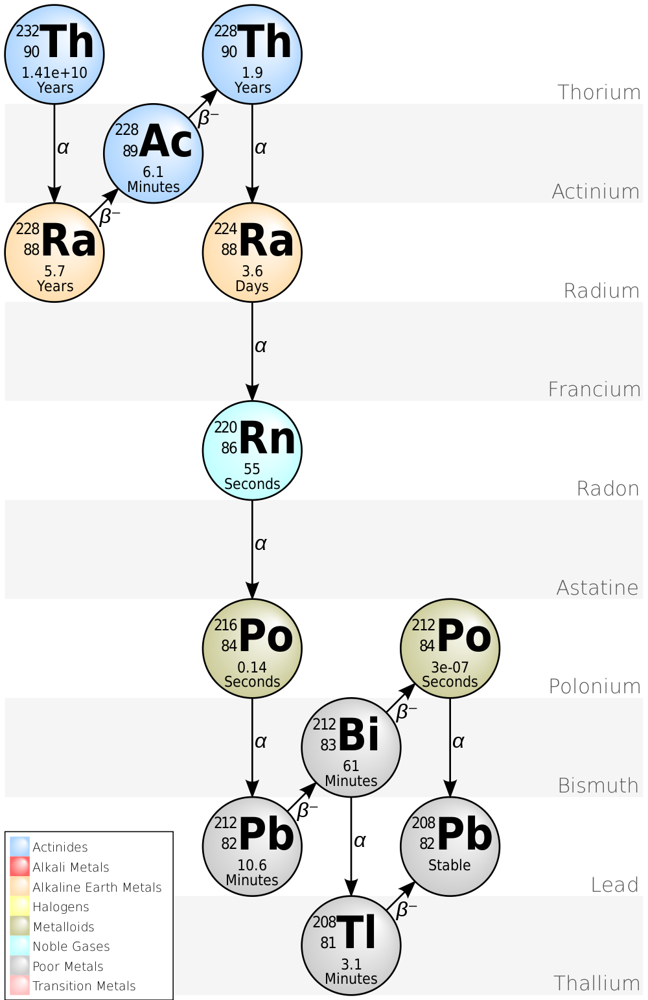 232
90
Th
1.41e+10
Years
228
90
Th
1.9
Years
Thorium
α
β−
228
89
Ac
6.1
Minutes
α
Actinium
β−
228
88
Ra
5.7
Years
224
88
Ra
3.6
Days
Radium
α
Francium
220
86
Rn
55
Seconds
Radon
α
Astatine
216
84
Po
0.14
Seconds
212
84
Po
3e-07
Seconds
Polonium
α
β−
212
83
Bi
61
Minutes
α
Bismuth
β−
212
82
Pb
10.6
Minutes
α
208
82
Pb
Stable
Lead
β−
208
81
Tl
3.1
Minutes
Thallium
Actinides
Alkali Metals
Alkaline Earth Metals
Halogens
Metalloids
Noble Gases
Poor Metals
Transition Metals